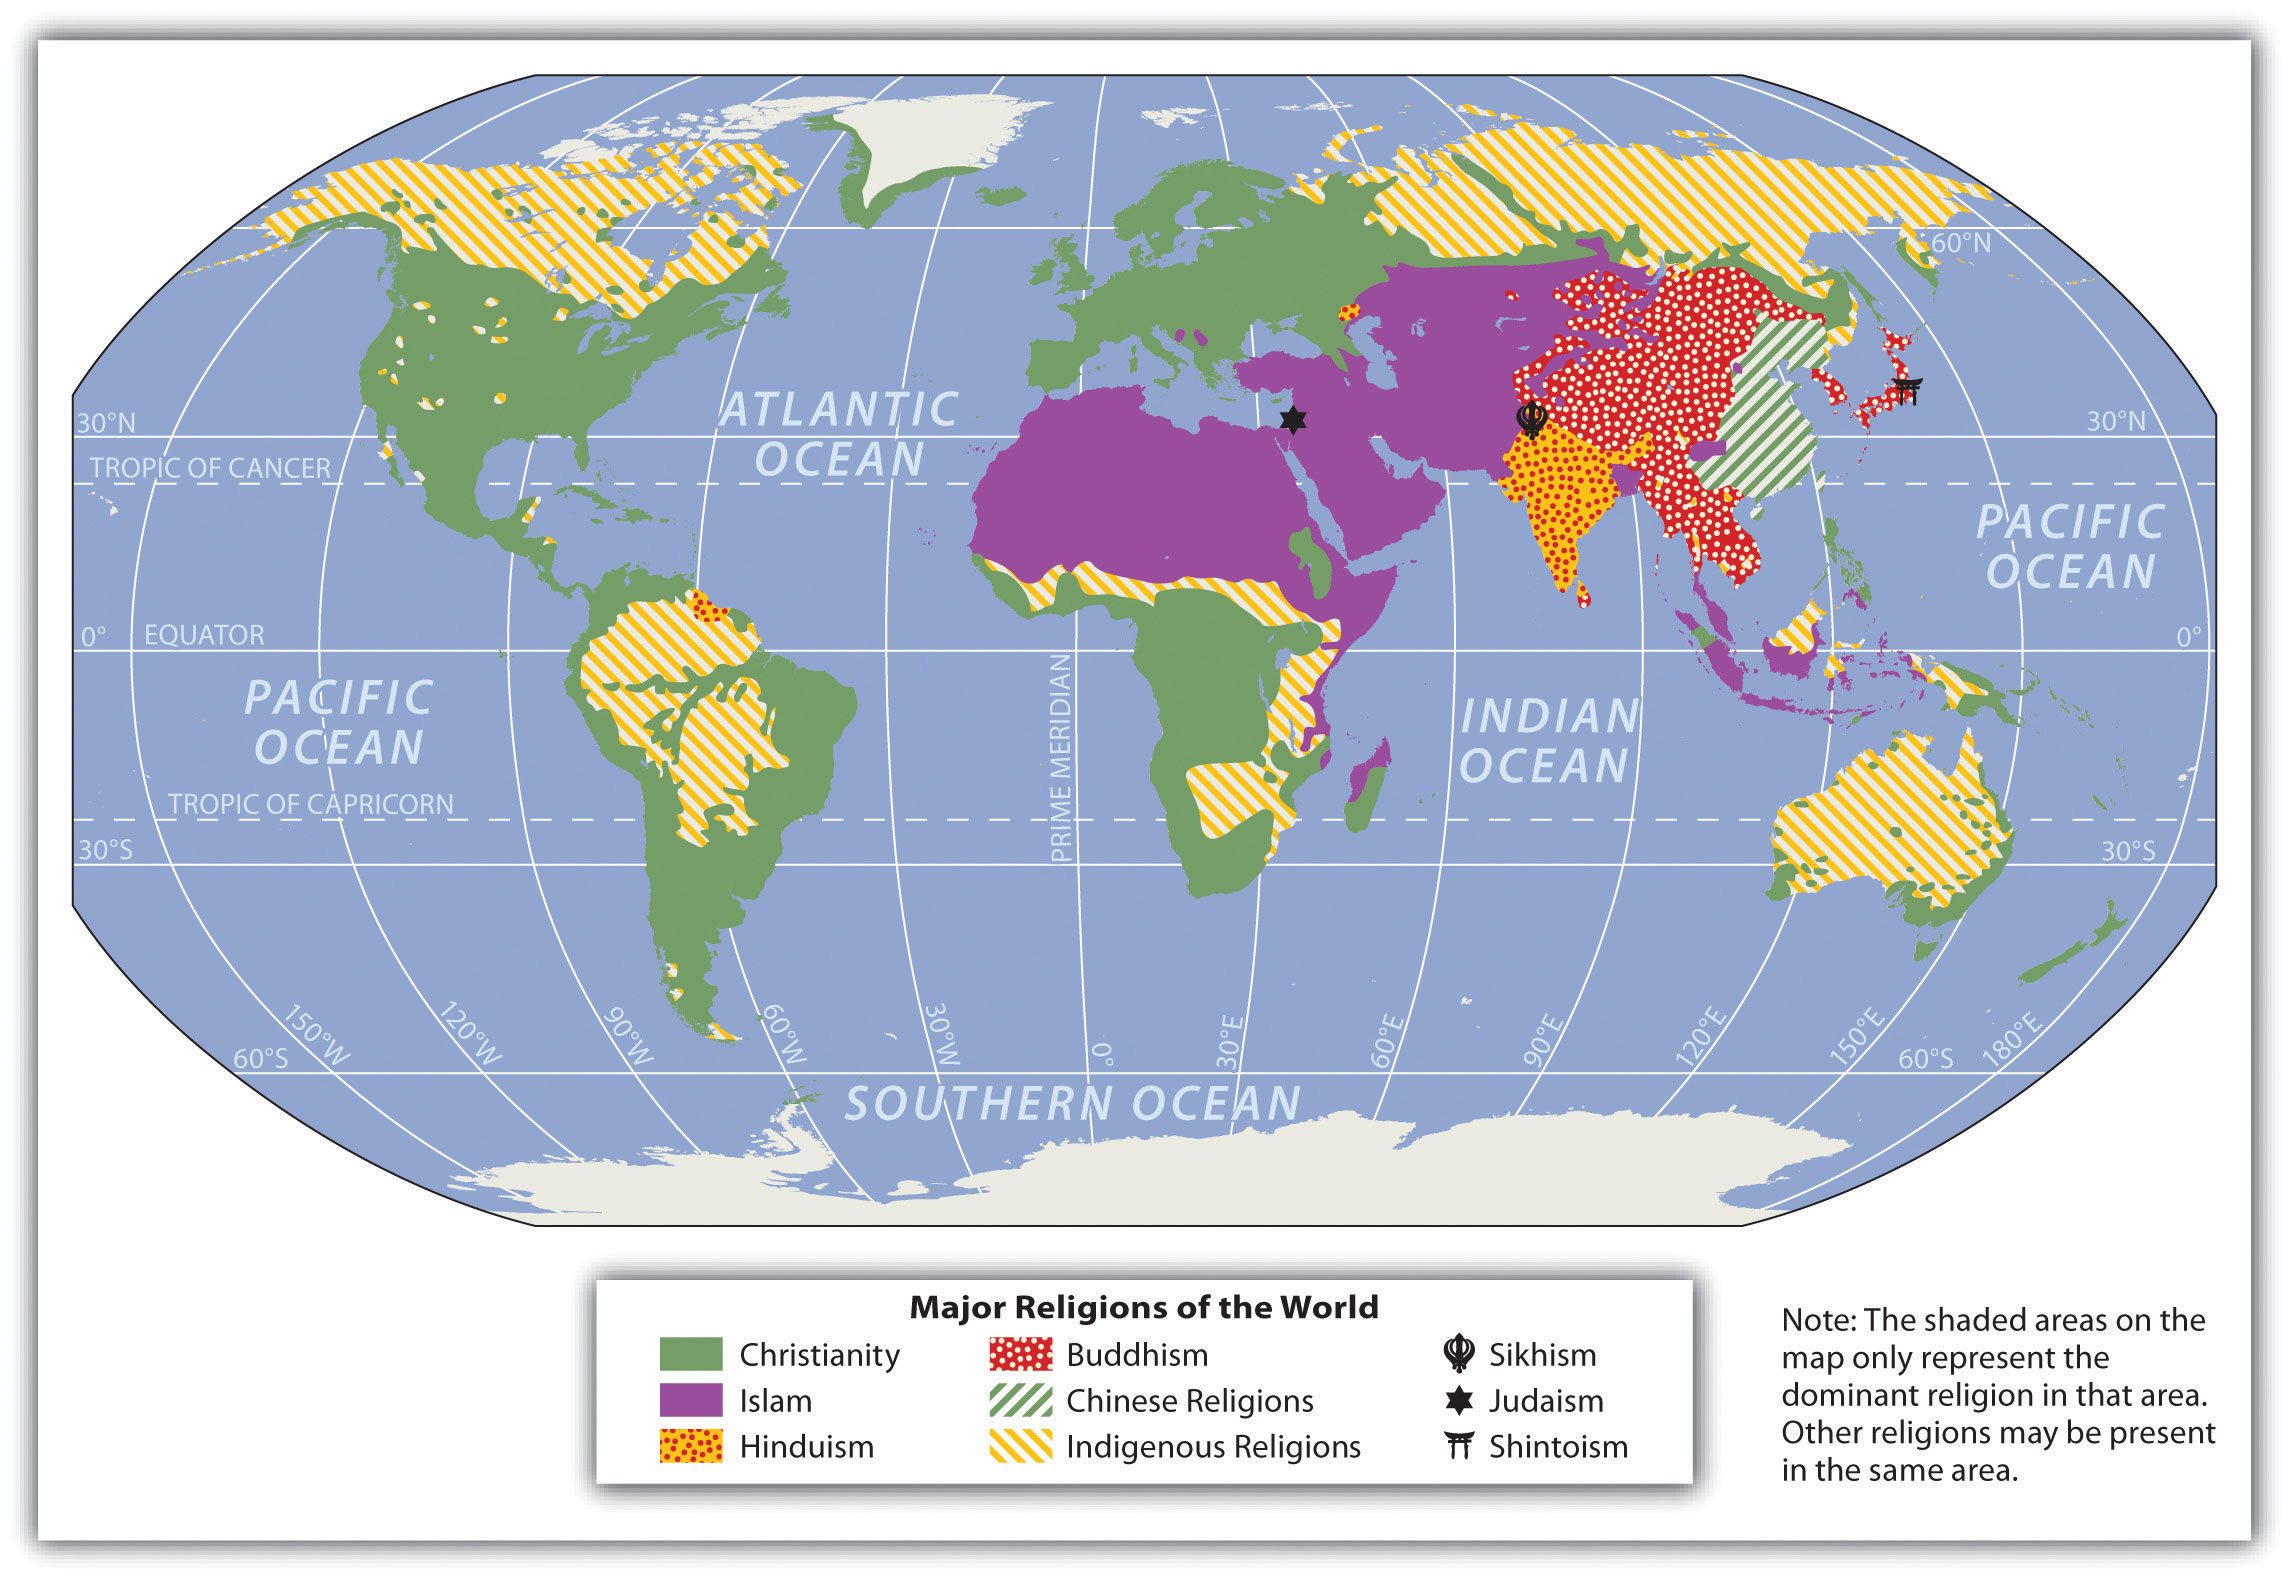 60°N
ATLANTIC
OCEAN
30°N
30°N
TROPIC OF CANCER
PACIFIC
OCEAN
0°
EQUATOR
0°
PRIME MERIDIAN
PACIFIC
OCEAN
INDIAN
OCEAN
TROPIC OF CAPRICORN
30°S
30°S
150°W
120°W
90°W
60°W
30°W
0°
30°E
60°E
90°E
120°E
150°E
180°E
60°S
60°S
SOUTHERN OCEAN
Major Religions of the World
Christianity
Islam
Hinduism
Buddhism
Chinese Religions
Indigenous Religions
Sikhism
Judaism
Shintoism
Note: The shaded areas on the
map only represent the
dominant religion in that area.
Other religions may be present
in the same area.